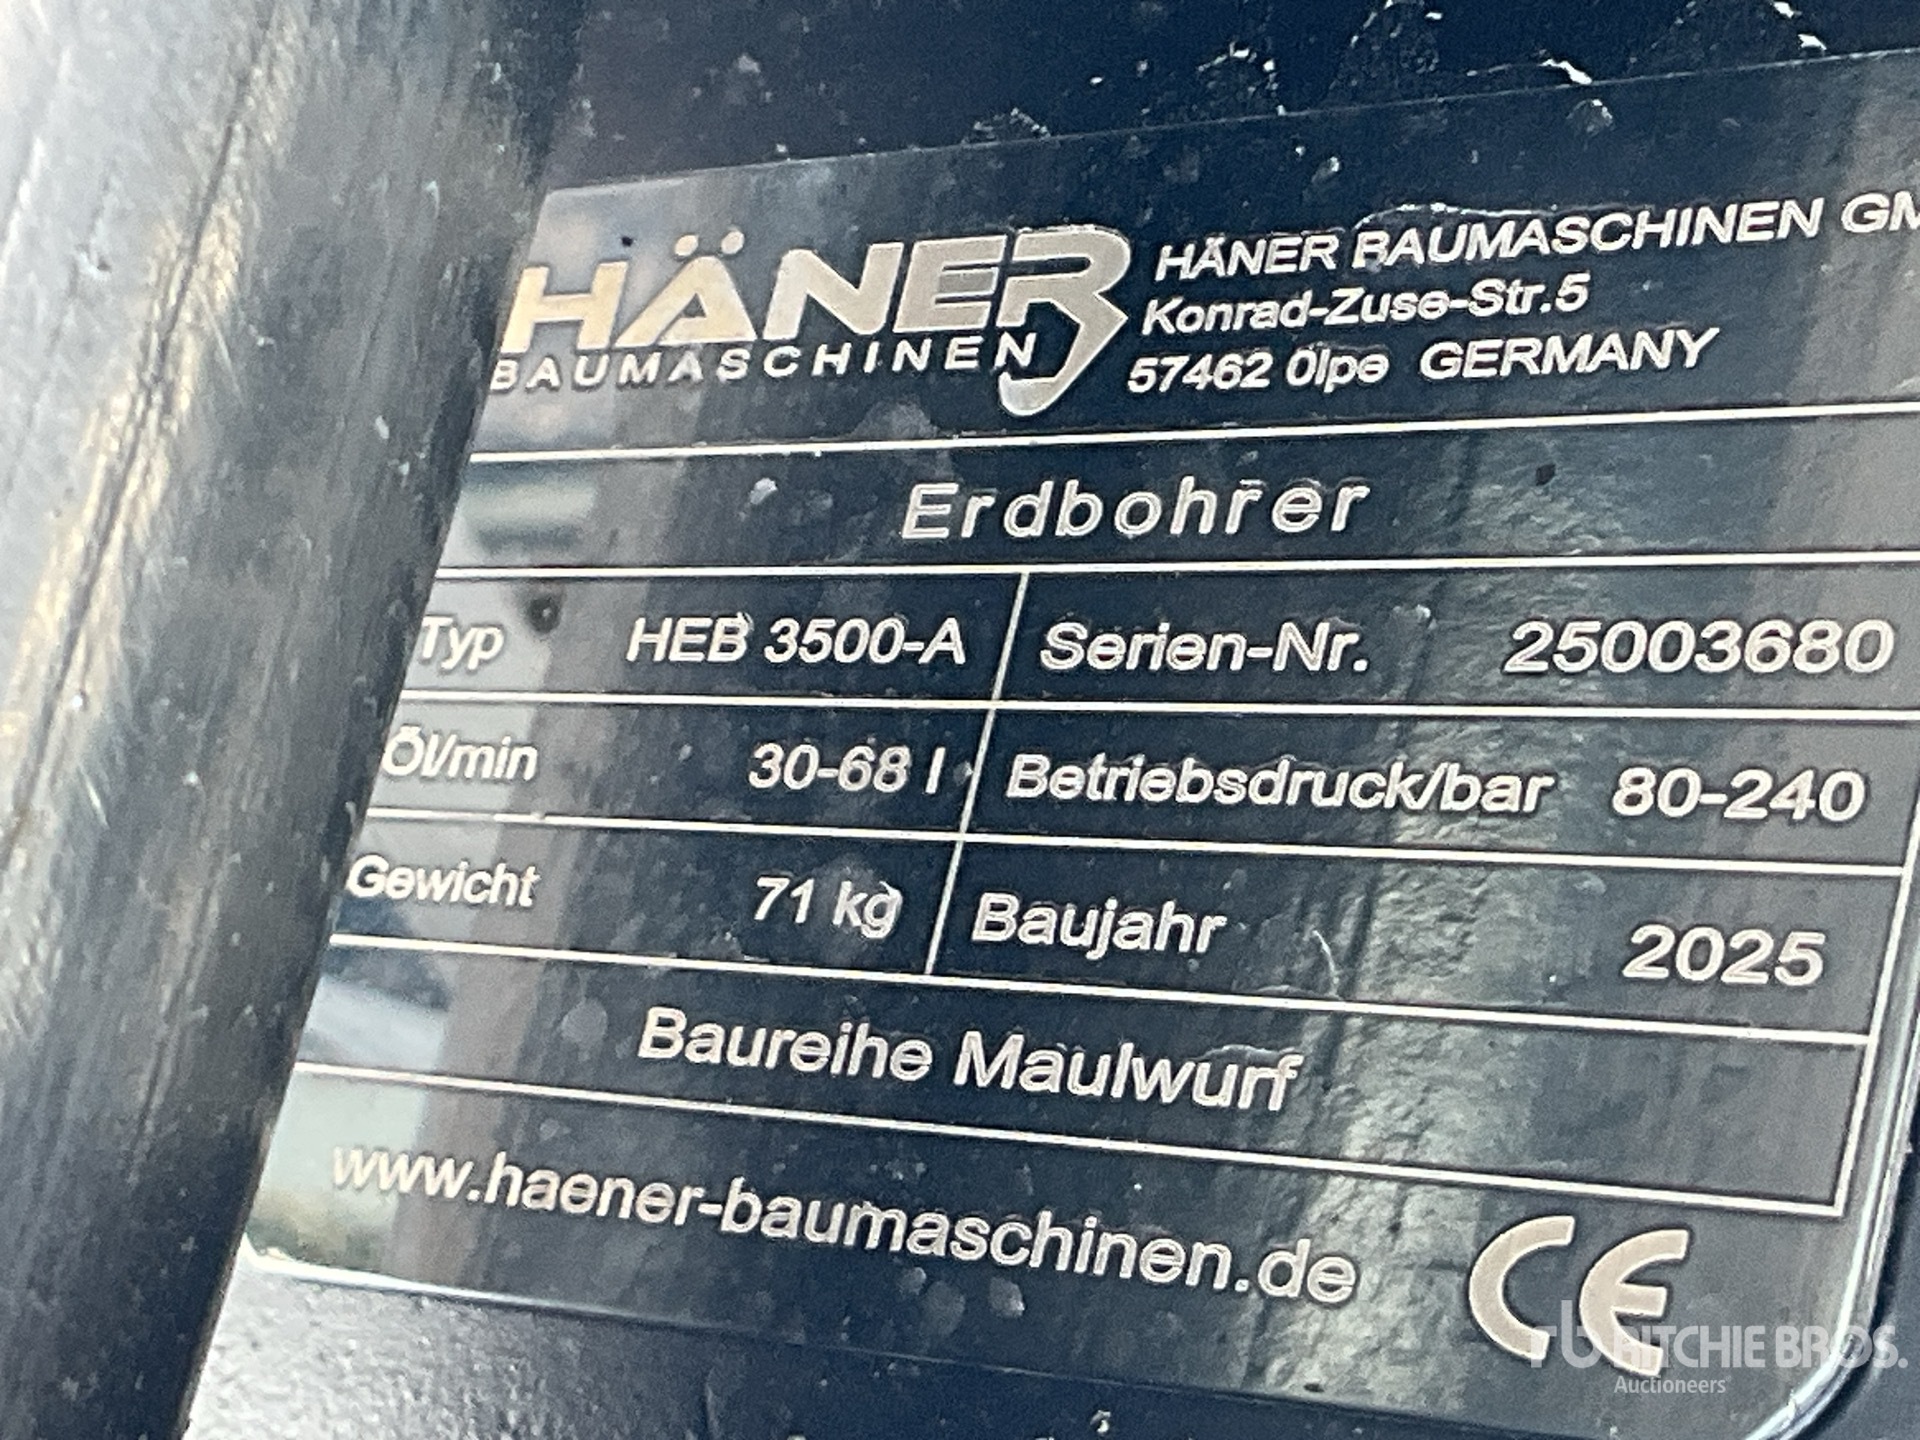 HÄNER
BAUMASCHINEN
HÄNER BAUMASCHINEN GM
Konrad-Zuse-Str.5
57462 Olpe GERMANY
Erdbohrer
Typ HEB 3500-A Serien-Nr. 25003680
Öl/min 30-68 l Betriebsdruck/bar 80-240
Gewicht 71 kg Baujahr 2025
Baureihe Maulwurf
www.haener-baumaschinen.de
CE
rb RITCHIE BROS.
Auctioneers